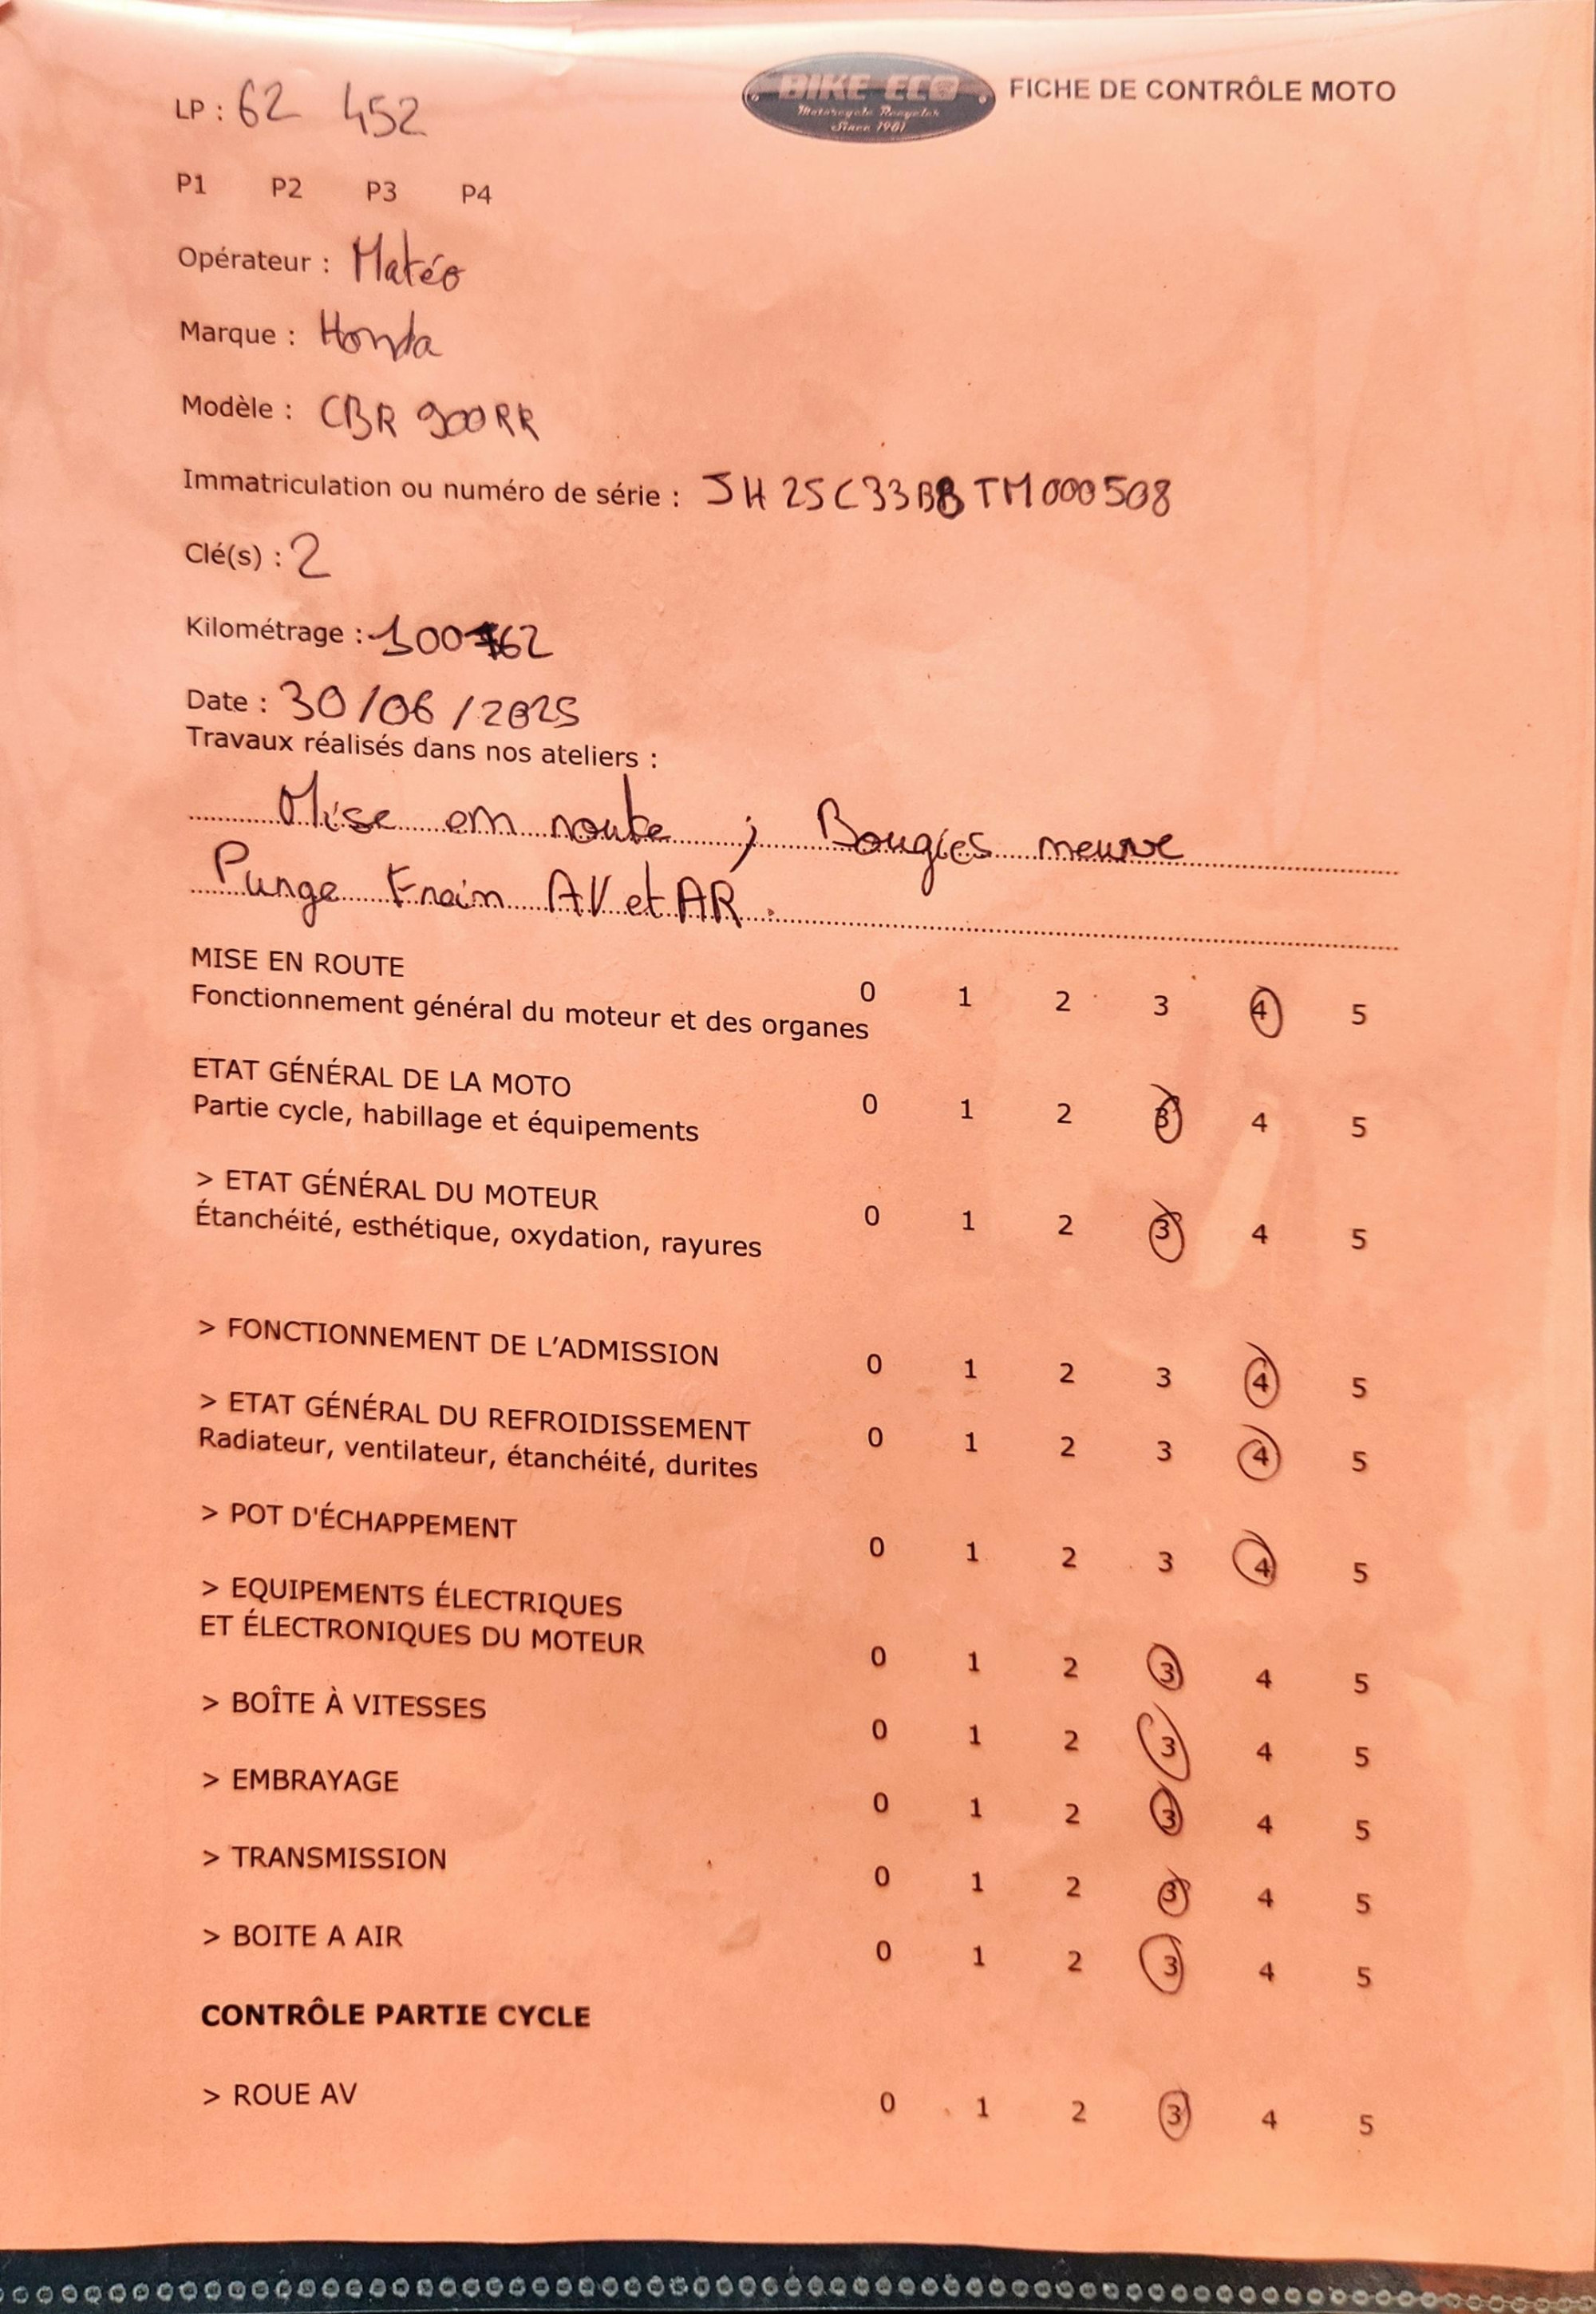 LP : 62 452
BIKE ECO
Motorcycle Recycler
Since 1981
FICHE DE CONTRÔLE MOTO
P1 P2 P3 P4
Opérateur : Matéo
Marque : Honda
Modèle : CBR 900RR
Immatriculation ou numéro de série : JH2SC33B8TM000508
Clé(s) : 2
Kilométrage :
Date : 30/06/2025
Travaux réalisés dans nos ateliers :
Mise en route ; Bougies neuve
Purge Frein AV et AR.
MISE EN ROUTE
Fonctionnement général du moteur et des organes 0 1 2 3 4 5
ETAT GÉNÉRAL DE LA MOTO
Partie cycle, habillage et équipements 0 1 2 3 4 5
> ETAT GÉNÉRAL DU MOTEUR
Étanchéité, esthétique, oxydation, rayures 0 1 2 3 4 5
> FONCTIONNEMENT DE L’ADMISSION 0 1 2 3 4 5
> ETAT GÉNÉRAL DU REFROIDISSEMENT
Radiateur, ventilateur, étanchéité, durites 0 1 2 3 4 5
> POT D'ÉCHAPPEMENT 0 1 2 3 4 5
> EQUIPEMENTS ÉLECTRIQUES
ET ÉLECTRONIQUES DU MOTEUR 0 1 2 3 4 5
> BOÎTE À VITESSES 0 1 2 3 4 5
> EMBRAYAGE 0 1 2 3 4 5
> TRANSMISSION 0 1 2 3 4 5
> BOITE A AIR 0 1 2 3 4 5
CONTRÔLE PARTIE CYCLE
> ROUE AV 0 1 2 3 4 5